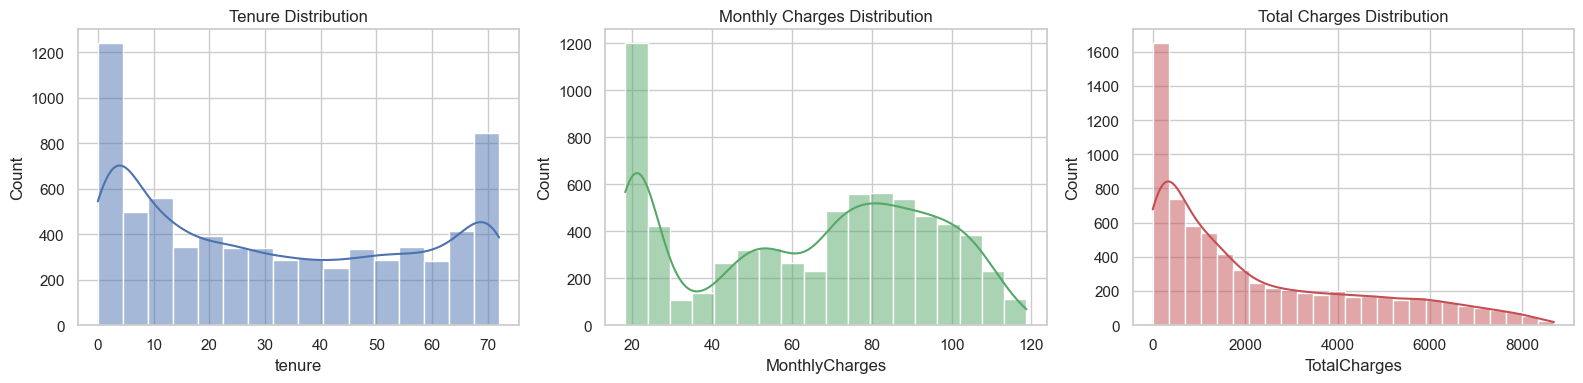 Tenure Distribution
1200
1000
800
600
400
200
0
Count
0 10 20 30 40 50 60 70
tenure
Monthly Charges Distribution
1200
1000
800
600
400
200
0
Count
20 40 60 80 100 120
MonthlyCharges
Total Charges Distribution
1600
1400
1200
1000
800
600
400
200
0
Count
0 2000 4000 6000 8000
TotalCharges